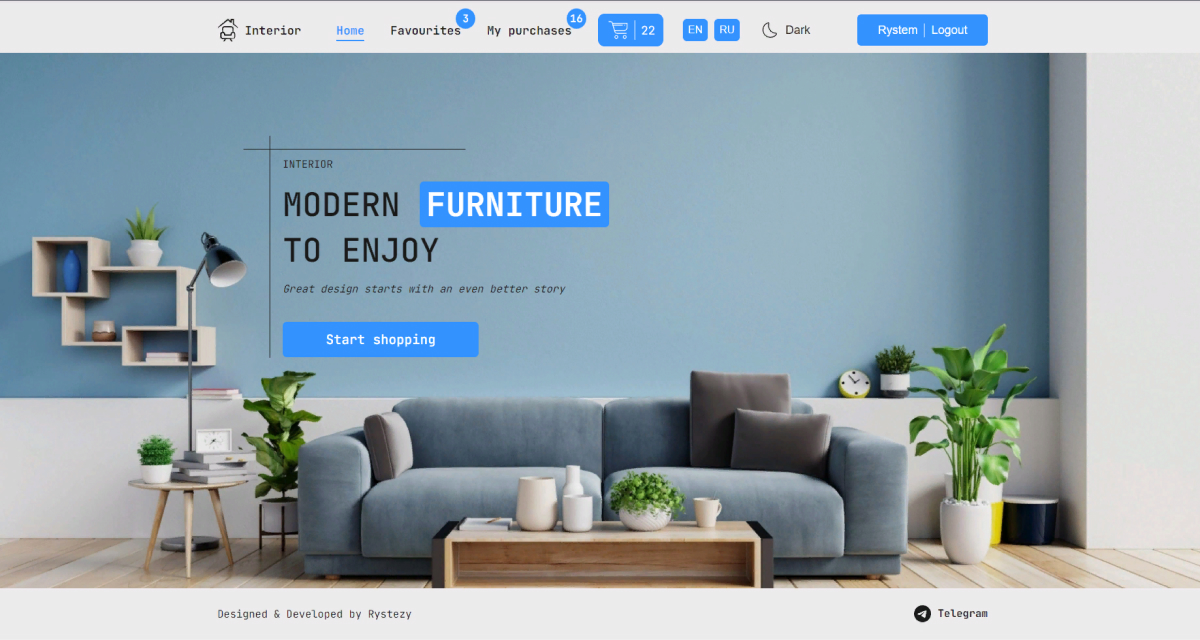 Interior
Home
Favourites
3
My purchases
16
22
EN
RU
Dark
Rystem | Logout
INTERIOR
MODERN FURNITURE
TO ENJOY
Great design starts with an even better story
Start shopping
Designed & Developed by Rystezy
Telegram